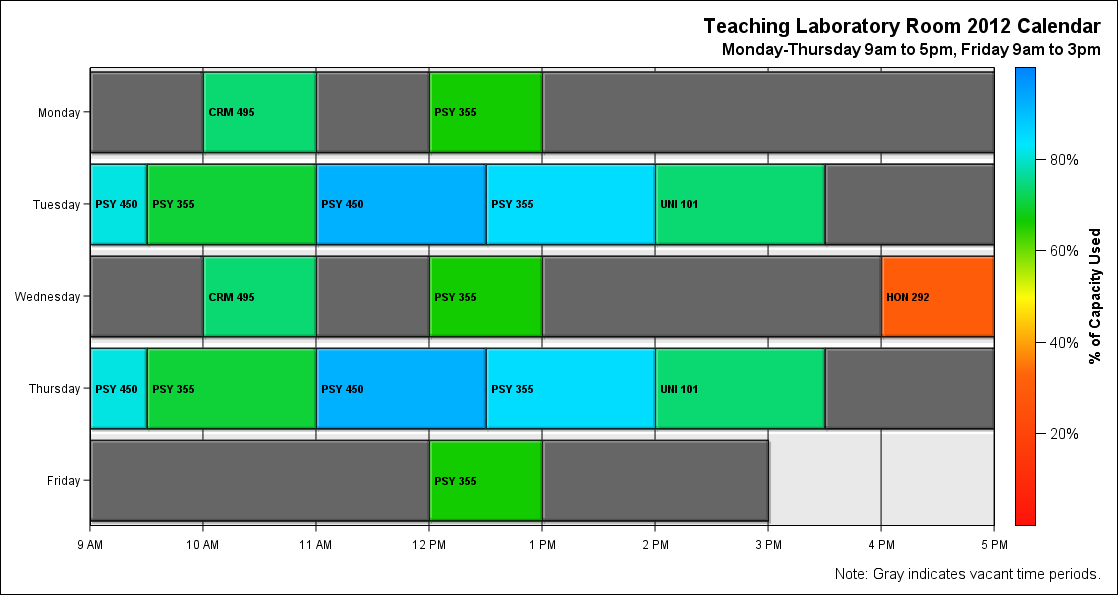 Teaching Laboratory Room 2012 Calendar
Monday-Thursday 9am to 5pm, Friday 9am to 3pm
Monday
CRM 495
PSY 355
Tuesday
PSY 450
PSY 355
PSY 450
PSY 355
UNI 101
Wednesday
CRM 495
PSY 355
HON 292
Thursday
PSY 450
PSY 355
PSY 450
PSY 355
UNI 101
Friday
PSY 355
9 AM
10 AM
11 AM
12 PM
1 PM
2 PM
3 PM
4 PM
5 PM
80%
60%
40%
20%
% of Capacity Used
Note: Gray indicates vacant time periods.